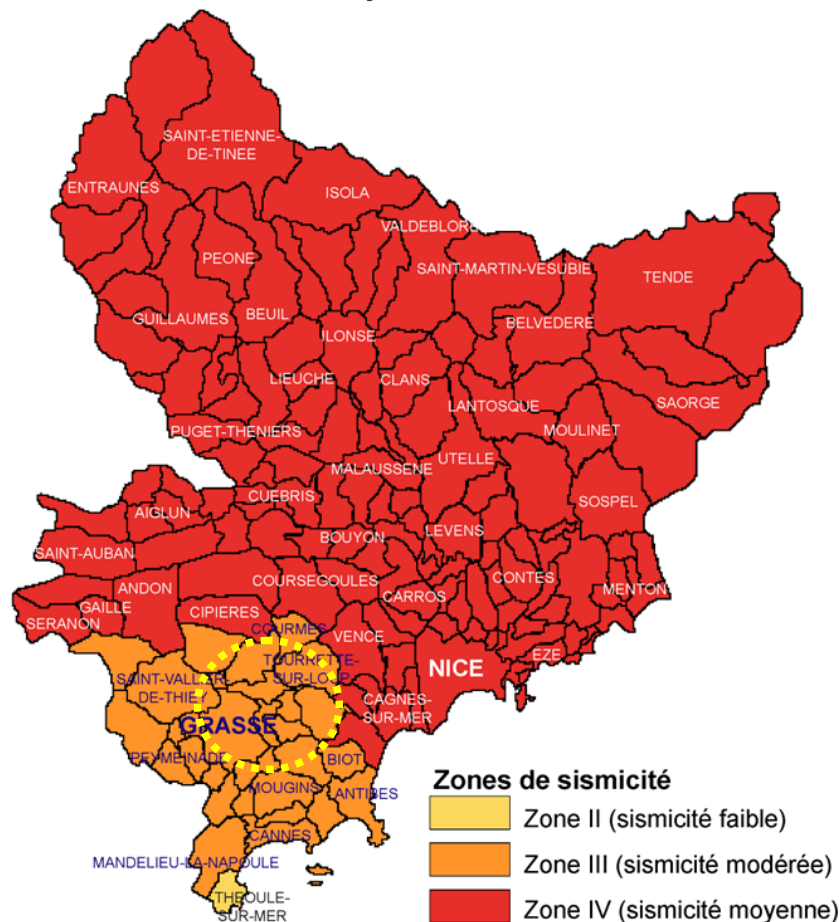 SAINT-ETIENNE-
DE-TINEE
ENTRAUNES
ISOLA
VALDEBLORE
PEONE
SAINT-MARTIN-VESUBIE
TENDE
GUILLAUMES
BEUIL
BELVEDERE
ILONSE
LIEUCHE
CLANS
LANTOSQUE
SAORGE
PUGET-THENIERS
MOULINET
UTELLE
MALAUSSENE
CUEBRIS
SOSPEL
AIGLUN
LEVENS
BOUYON
SAINT-AUBAN
ANDON
COURSEGOULES
CONTES
MENTON
GAILLE
CARROS
SERANON
CIPIERES
COURMES
VENCE
TOURRETTE-
SUR-LOUP
EZE
NICE
SAINT-VALLIER-
DE-THIEY
CAGNES-
SUR-MER
GRASSE
PEYMEINADE
BIOT
MOUGINS
ANTIBES
CANNES
MANDELIEU-LA-NAPOULE
THEOULE-
SUR-MER
Zones de sismicité
Zone II (sismicité faible)
Zone III (sismicité modérée)
Zone IV (sismicité moyenne)